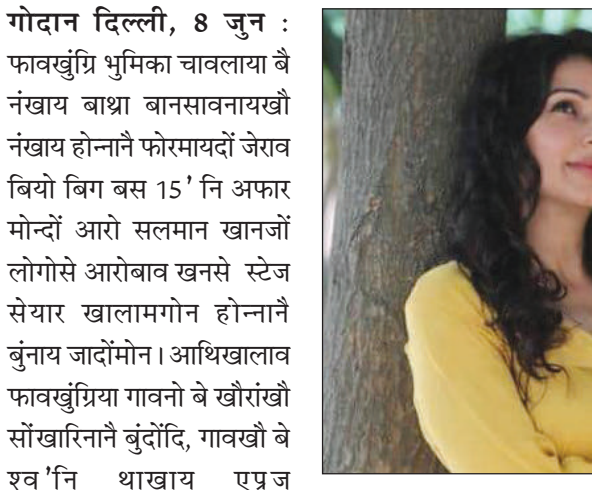 गोदान दिल्ली, 8 जुन :
फावखुंग्रि भुमिका चावलाया बै
नंखाय बाथ्रा बानसावनायखौ
नंखाय होन्नानै फोरमायदों जेराव
बियो बिग बस 15' नि अफार
मोन्दों आरो सलमान खानजों
लोगोसे आरोबाव खनसे स्टेज
सेयार खालामगोन होन्नानै
बुंनाय जादोंमोन। आथिखालाव
फावखुंग्रिया गावनो बे खौरांखौ
सोंखारिनानै बुंदोंदि, गावखौ बे
श्व'नि थाखाय एप्रज